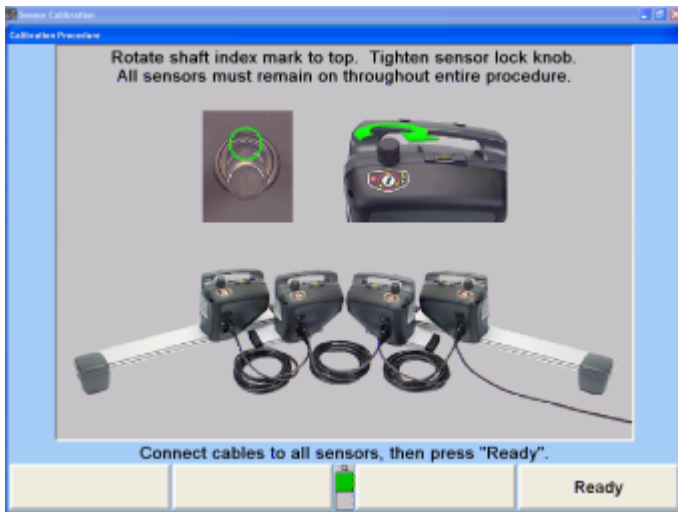 Sensor Calibration
Calibration Procedure
Rotate shaft index mark to top. Tighten sensor lock knob.
All sensors must remain on throughout entire procedure.
Connect cables to all sensors, then press "Ready".
Ready